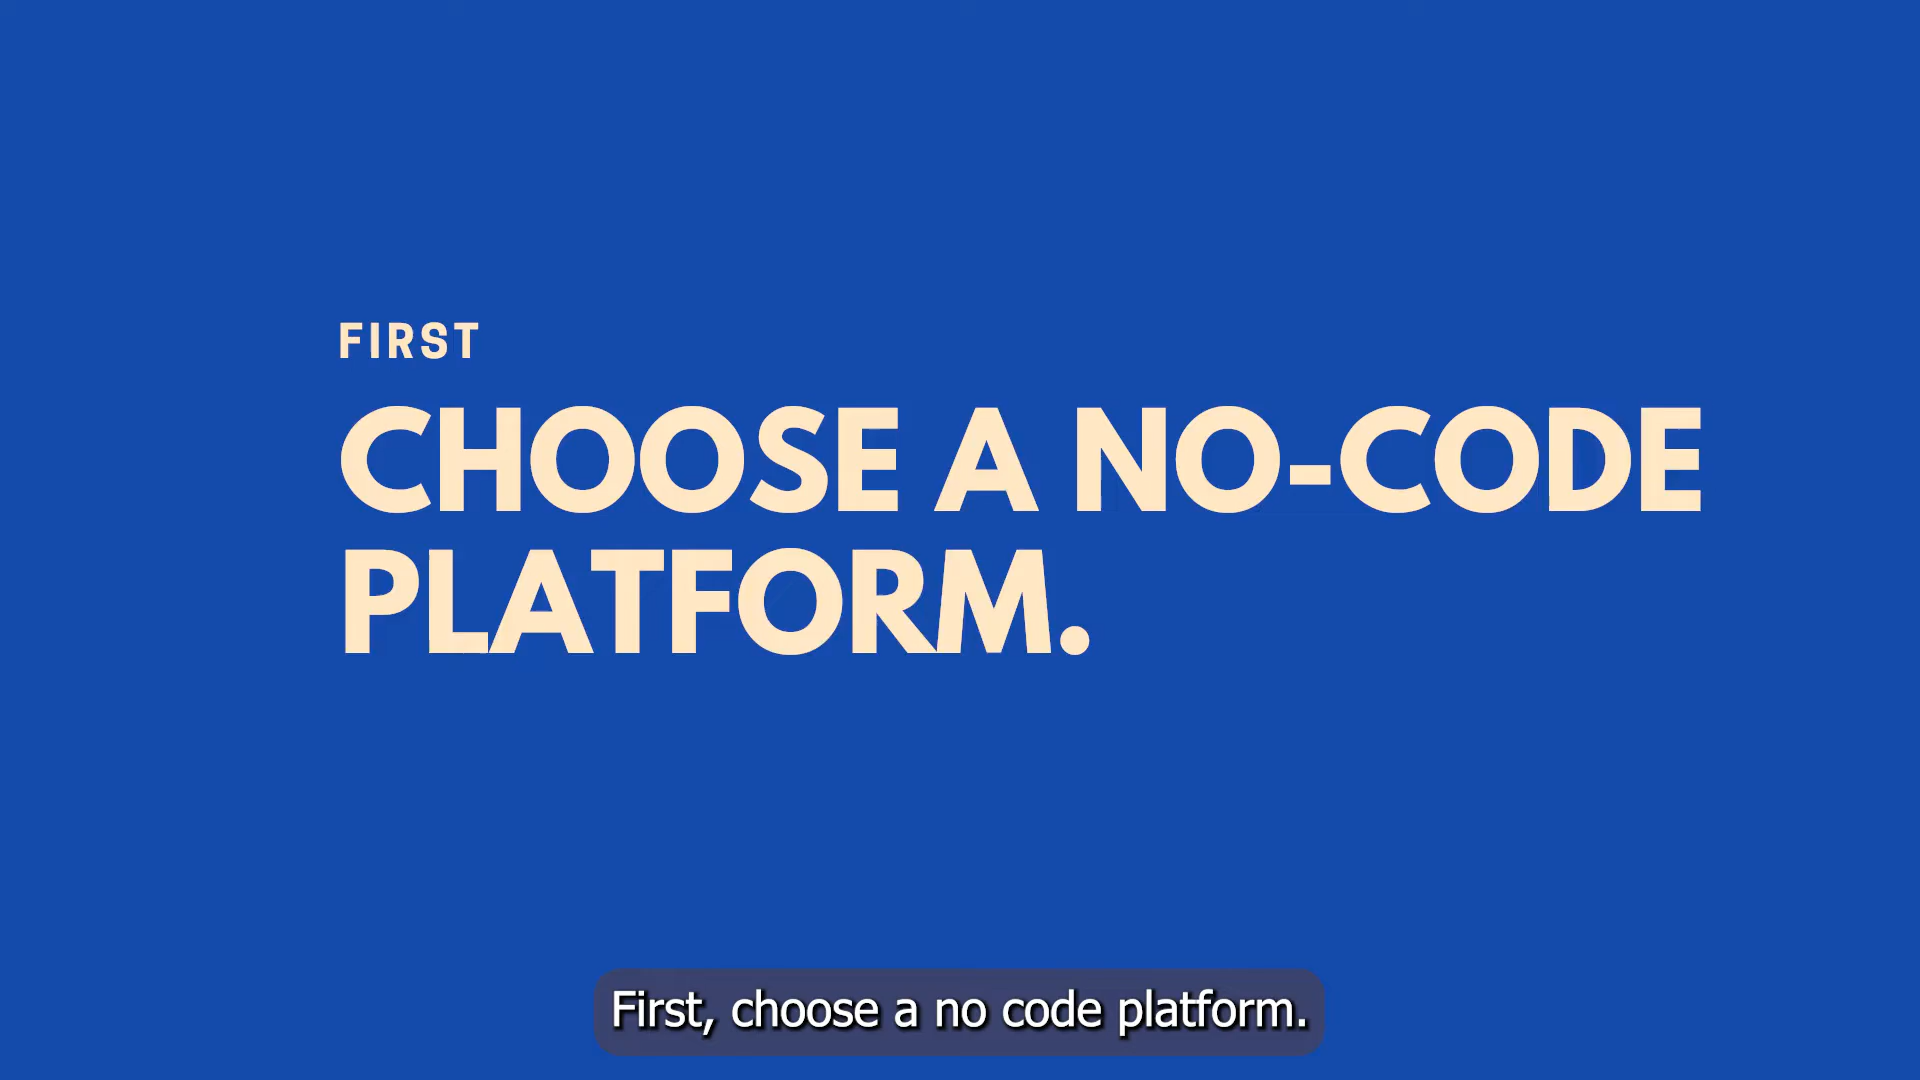 FIRST
CHOOSE A NO-CODE
PLATFORM.
First, choose a no code platform.